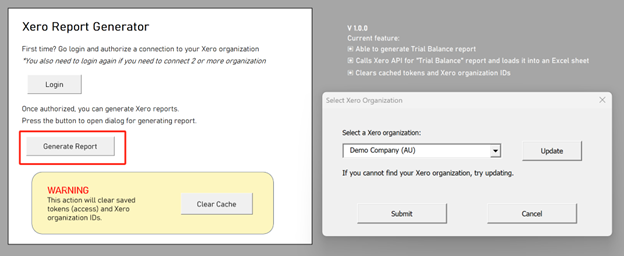 Xero Report Generator
First time? Go login and authorize a connection to your Xero organization
*You also need to login again if you need to connect 2 or more organization
Login
Once authorized, you can generate Xero reports.
Press the button to open dialog for generating report.
Generate Report
WARNING
This action will clear saved
tokens (access) and Xero
organization IDs.
Clear Cache
V 1.0.0
Current feature:
Able to generate Trial Balance report
Calls Xero API for "Trial Balance" report and loads it into an Excel sheet
Clears cached tokens and Xero organization IDs
Select Xero Organization
Select a Xero organization:
Demo Company (AU)
Update
If you cannot find your Xero organization, try updating.
Submit
Cancel